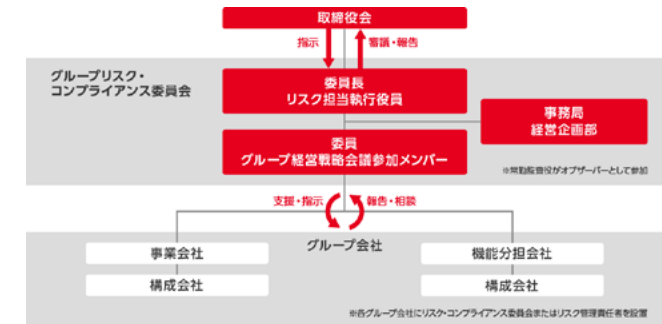 取締役会
指示
審議・報告
グループリスク・
コンプライアンス委員会
委員長
リスク担当執行役員
事務局
経営企画部
委員
グループ経営戦略会議参加メンバー
※常勤監査役がオブザーバーとして参加
支援・指示
報告・相談
グループ会社
事業会社
機能分担会社
構成会社
構成会社
※各グループ会社にリスク・コンプライアンス委員会またはリスク管理責任者を設置